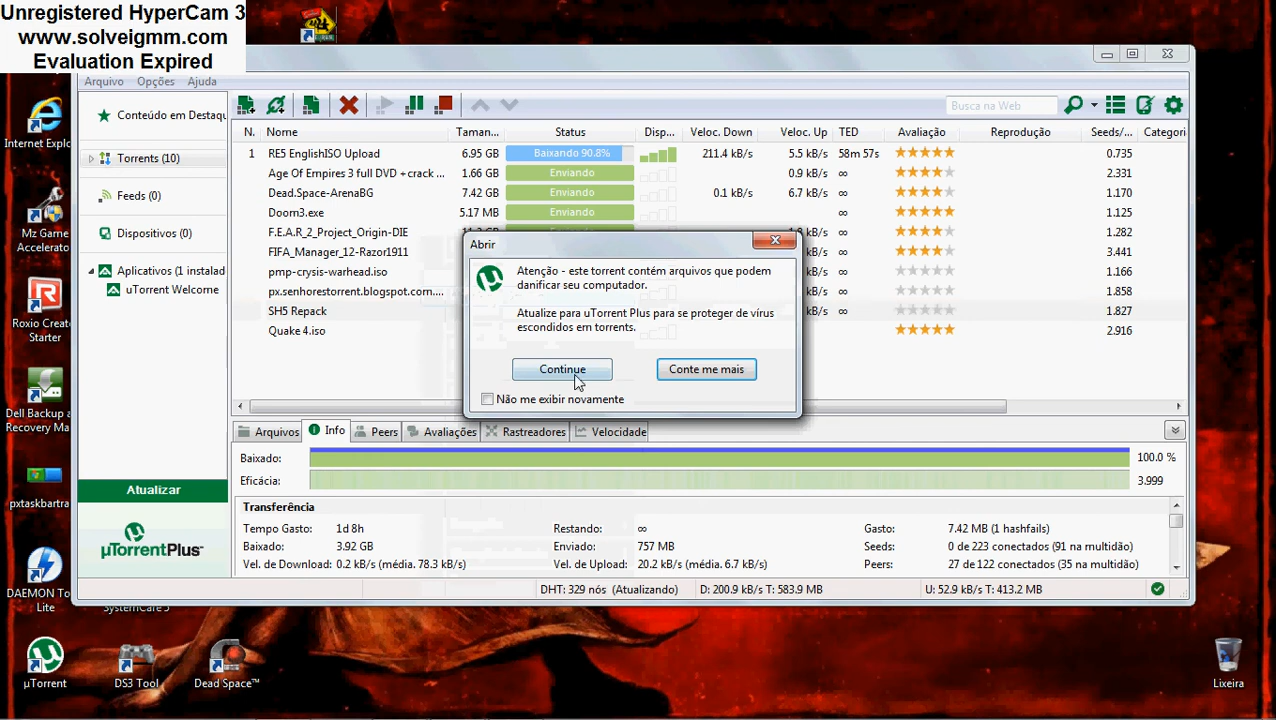 Unregistered HyperCam 3
www.solveigmm.com
Evaluation Expired
Arquivo Opções Ajuda
Busca na Web
Conteúdo em Destaqu
Torrents (10)
Feeds (0)
Dispositivos (0)
Aplicativos (1 instalad
uTorrent Welcome
Atualizar
µTorrentPlus™
N. Nome Taman... Status Disp... Veloc. Down Veloc. Up TED Avaliação Reprodução Seeds/... Categori
1 RE5 EnglishISO Upload 6.95 GB Baixando 90.8% 211.4 kB/s 5.5 kB/s 58m 57s 0.735
Age Of Empires 3 full DVD +crack ... 1.66 GB Enviando 0.9 kB/s ∞ 2.331
Dead.Space-ArenaBG 7.42 GB Enviando 0.1 kB/s 6.7 kB/s ∞ 1.170
Doom3.exe 5.17 MB Enviando ∞ 1.125
F.E.A.R_2_Project_Origin-DIE kB/s ∞ 1.282
FIFA_Manager_12-Razor1911 kB/s ∞ 3.441
pmp-crysis-warhead.iso ∞ 1.166
px.senhorestorrent.blogspot.com.... kB/s ∞ 1.858
SH5 Repack kB/s ∞ 1.827
Quake 4.iso 2.916
Abrir
Atenção - este torrent contém arquivos que podem
danificar seu computador.
Atualize para uTorrent Plus para se proteger de vírus
escondidos em torrents.
Continue Conte me mais
Não me exibir novamente
Arquivos Info Peers Avaliações Rastreadores Velocidade
Baixado: 100.0 %
Eficácia: 3.999
Transferência
Tempo Gasto: 1d 8h Restando: ∞ Gasto: 7.42 MB (1 hashfails)
Baixado: 3.92 GB Enviado: 757 MB Seeds: 0 de 223 conectados (91 na multidão)
Vel. de Download: 0.2 kB/s (média. 78.3 kB/s) Vel. de Upload: 20.2 kB/s (média. 6.7 kB/s) Peers: 27 de 122 conectados (35 na multidão)
DHT: 329 nós (Atualizando) D: 200.9 kB/s T: 583.9 MB U: 52.9 kB/s T: 413.2 MB
Internet Explo
Mz Game
Accelerato
Roxio Creat
Starter
Dell Backup a
Recovery Ma
pxtaskbartra
DAEMON To
Lite
SystemCare 5
µTorrent
DS3 Tool
Dead Space™
Lixeira